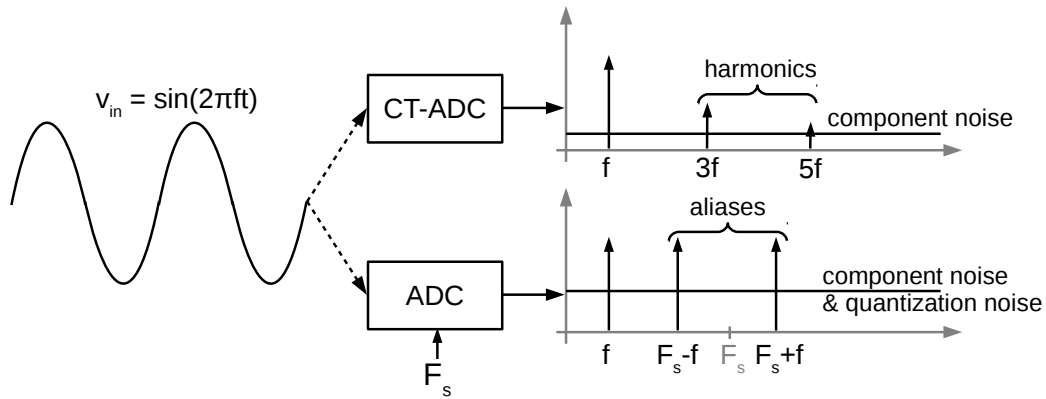 v_in = sin(2πft)
CT-ADC
harmonics
component noise
f
3f
5f
aliases
ADC
component noise
& quantization noise
f
F_s-f
F_s
F_s+f
F_s